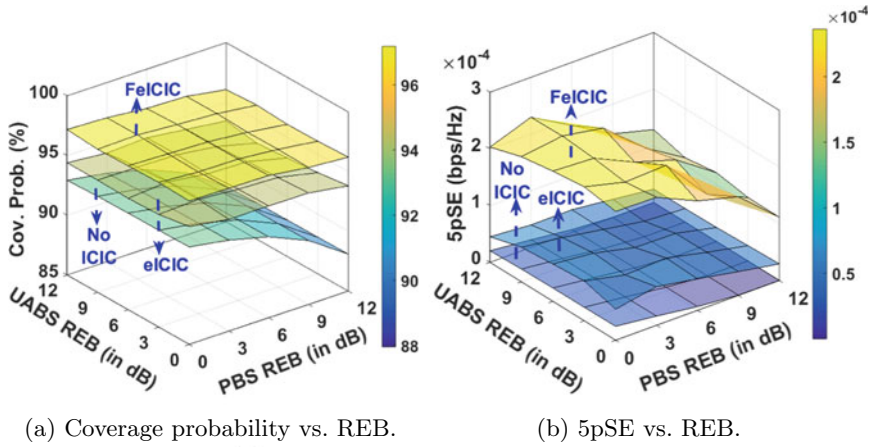 FeICIC
No
ICIC
eICIC
Cov. Prob. (%)
100
95
90
85
UABS REB (in dB)
12
9
6
3
0
PBS REB (in dB)
0
3
6
9
12
96
94
92
90
88
(a) Coverage probability vs. REB.
×10⁻⁴
FeICIC
No
ICIC
eICIC
5pSE (bps/Hz)
3
2
1
0
UABS REB (in dB)
12
9
6
3
0
PBS REB (in dB)
0
3
6
9
12
×10⁻⁴
2
1.5
1
0.5
(b) 5pSE vs. REB.